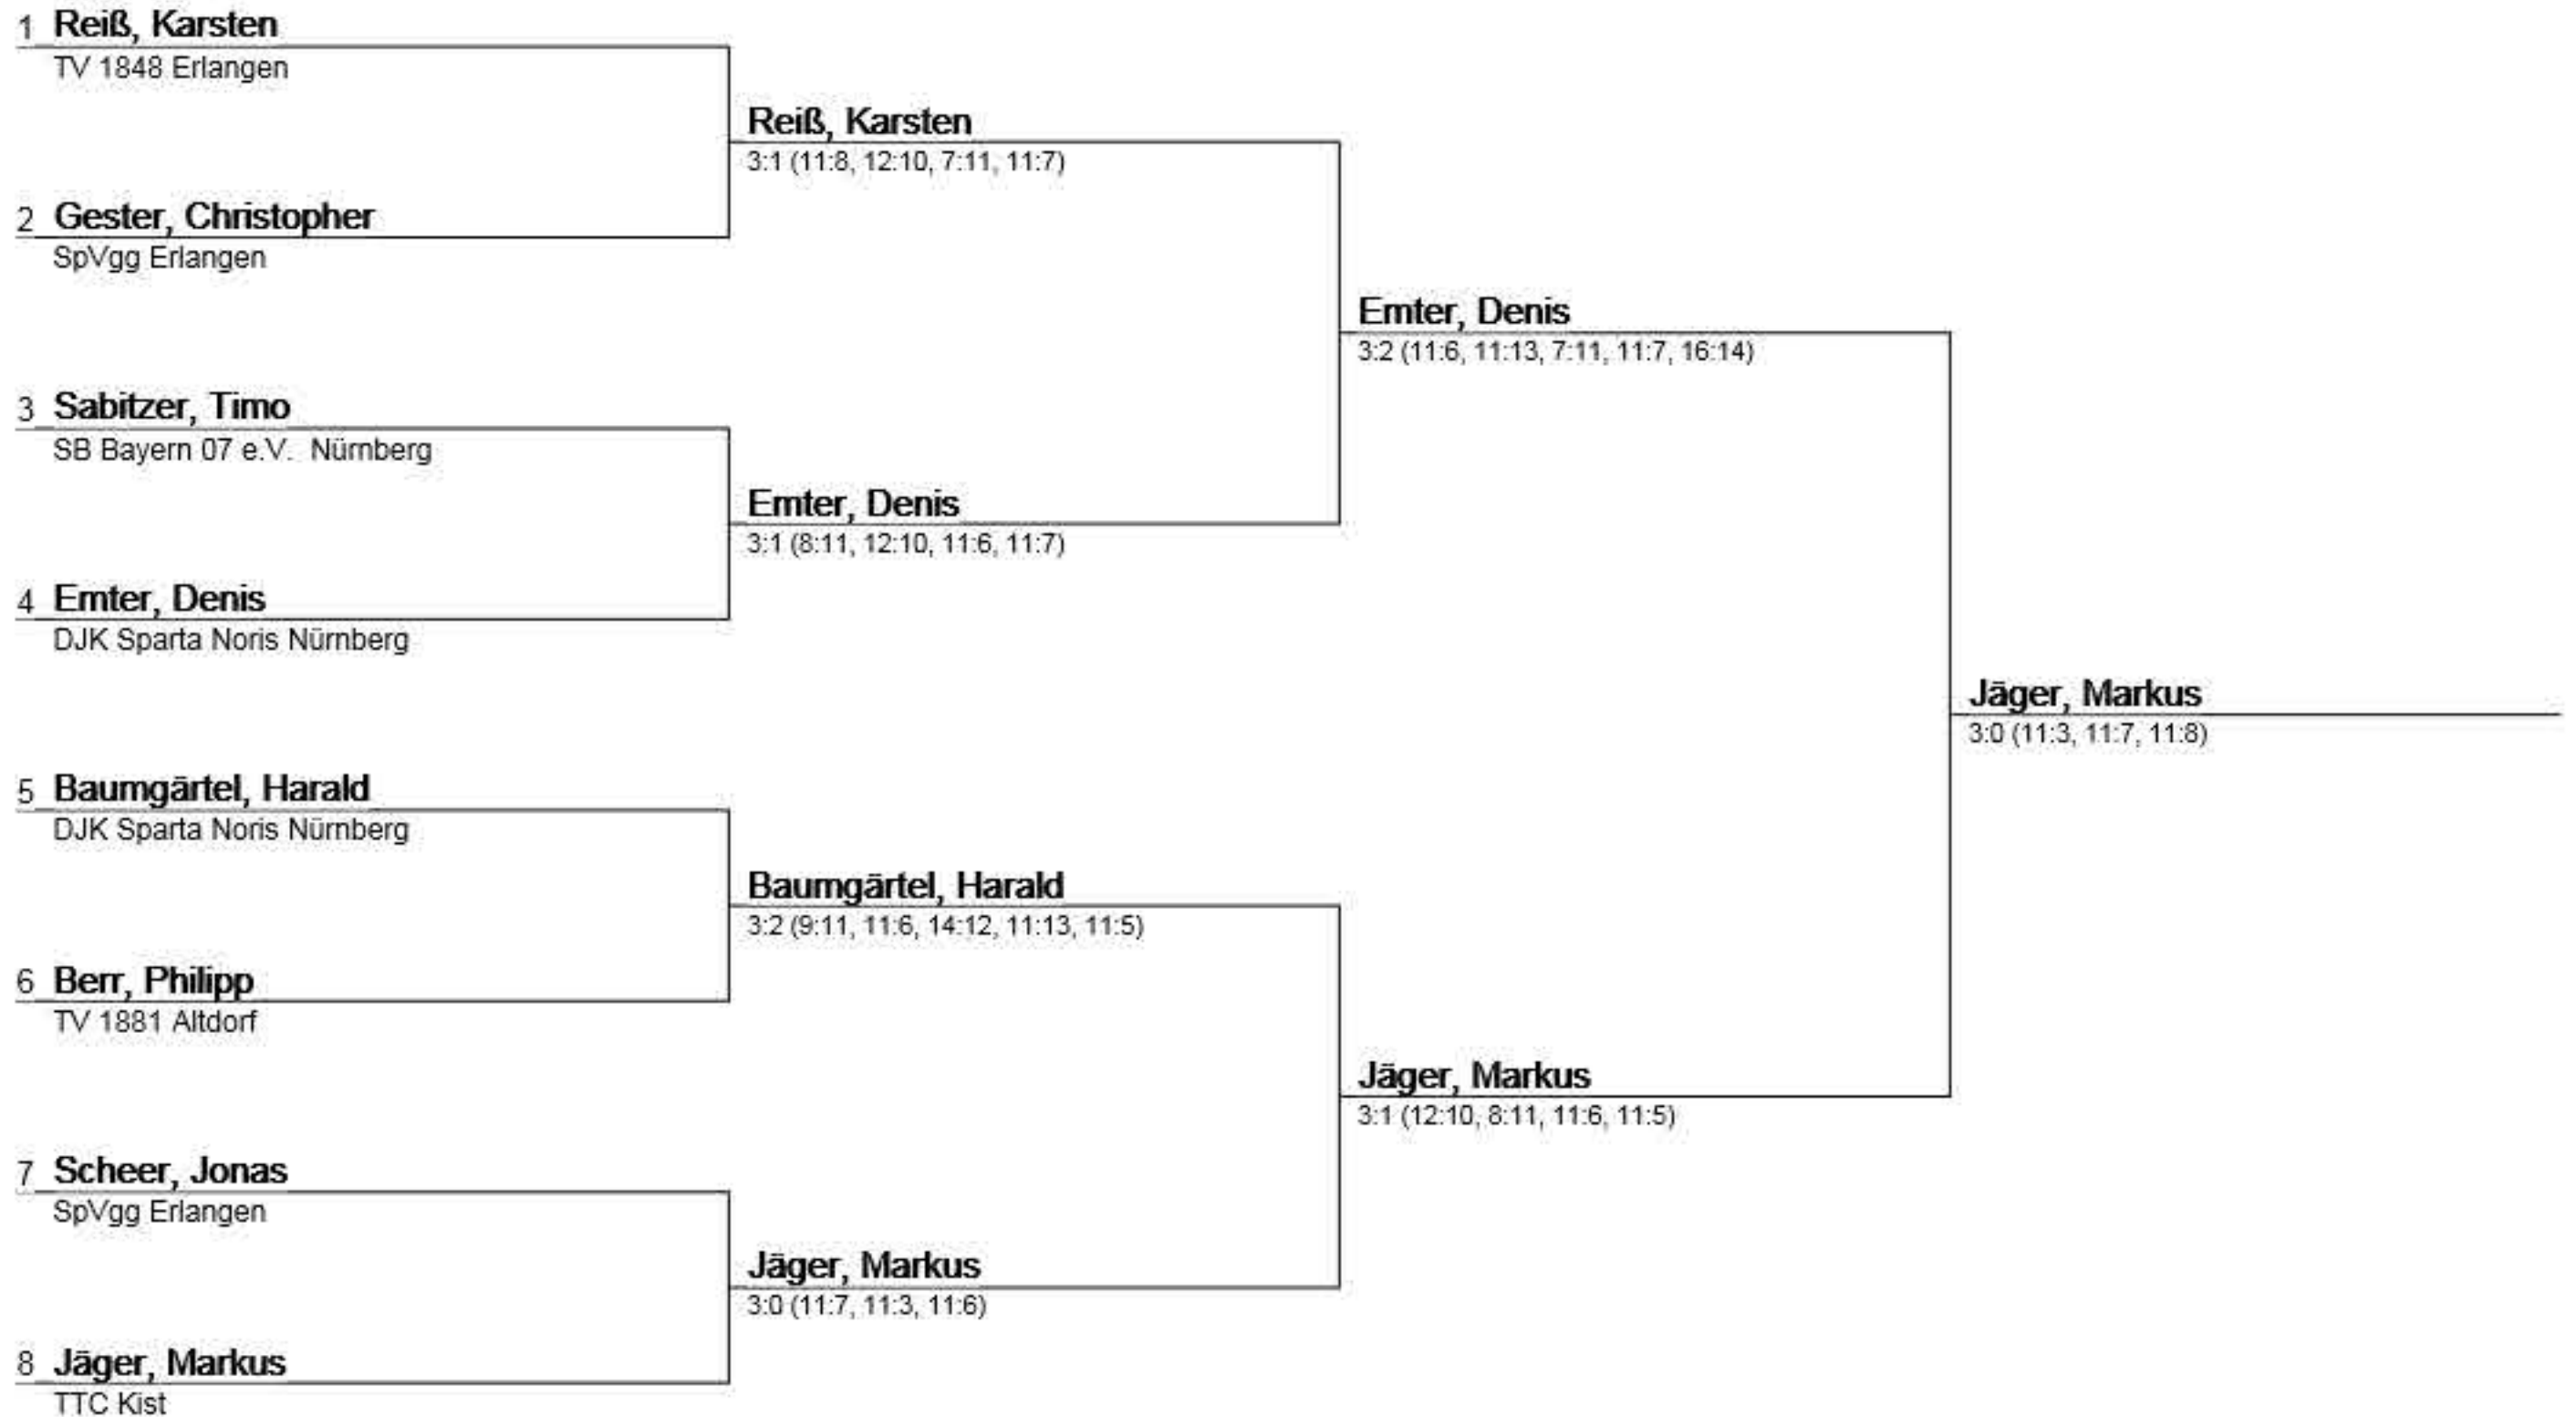 1 Reiß, Karsten
TV 1848 Erlangen
Reiß, Karsten
3:1 (11:8, 12:10, 7:11, 11:7)
2 Gester, Christopher
SpVgg Erlangen
Emter, Denis
3:2 (11:6, 11:13, 7:11, 11:7, 16:14)
3 Sabitzer, Timo
SB Bayern 07 e.V. Nürnberg
Emter, Denis
3:1 (8:11, 12:10, 11:6, 11:7)
4 Emter, Denis
DJK Sparta Noris Nürnberg
Jäger, Markus
3:0 (11:3, 11:7, 11:8)
5 Baumgärtel, Harald
DJK Sparta Noris Nürnberg
Baumgärtel, Harald
3:2 (9:11, 11:6, 14:12, 11:13, 11:5)
6 Berr, Philipp
TV 1881 Altdorf
Jäger, Markus
3:1 (12:10, 8:11, 11:6, 11:5)
7 Scheer, Jonas
SpVgg Erlangen
Jäger, Markus
3:0 (11:7, 11:3, 11:6)
8 Jäger, Markus
TTC Kist